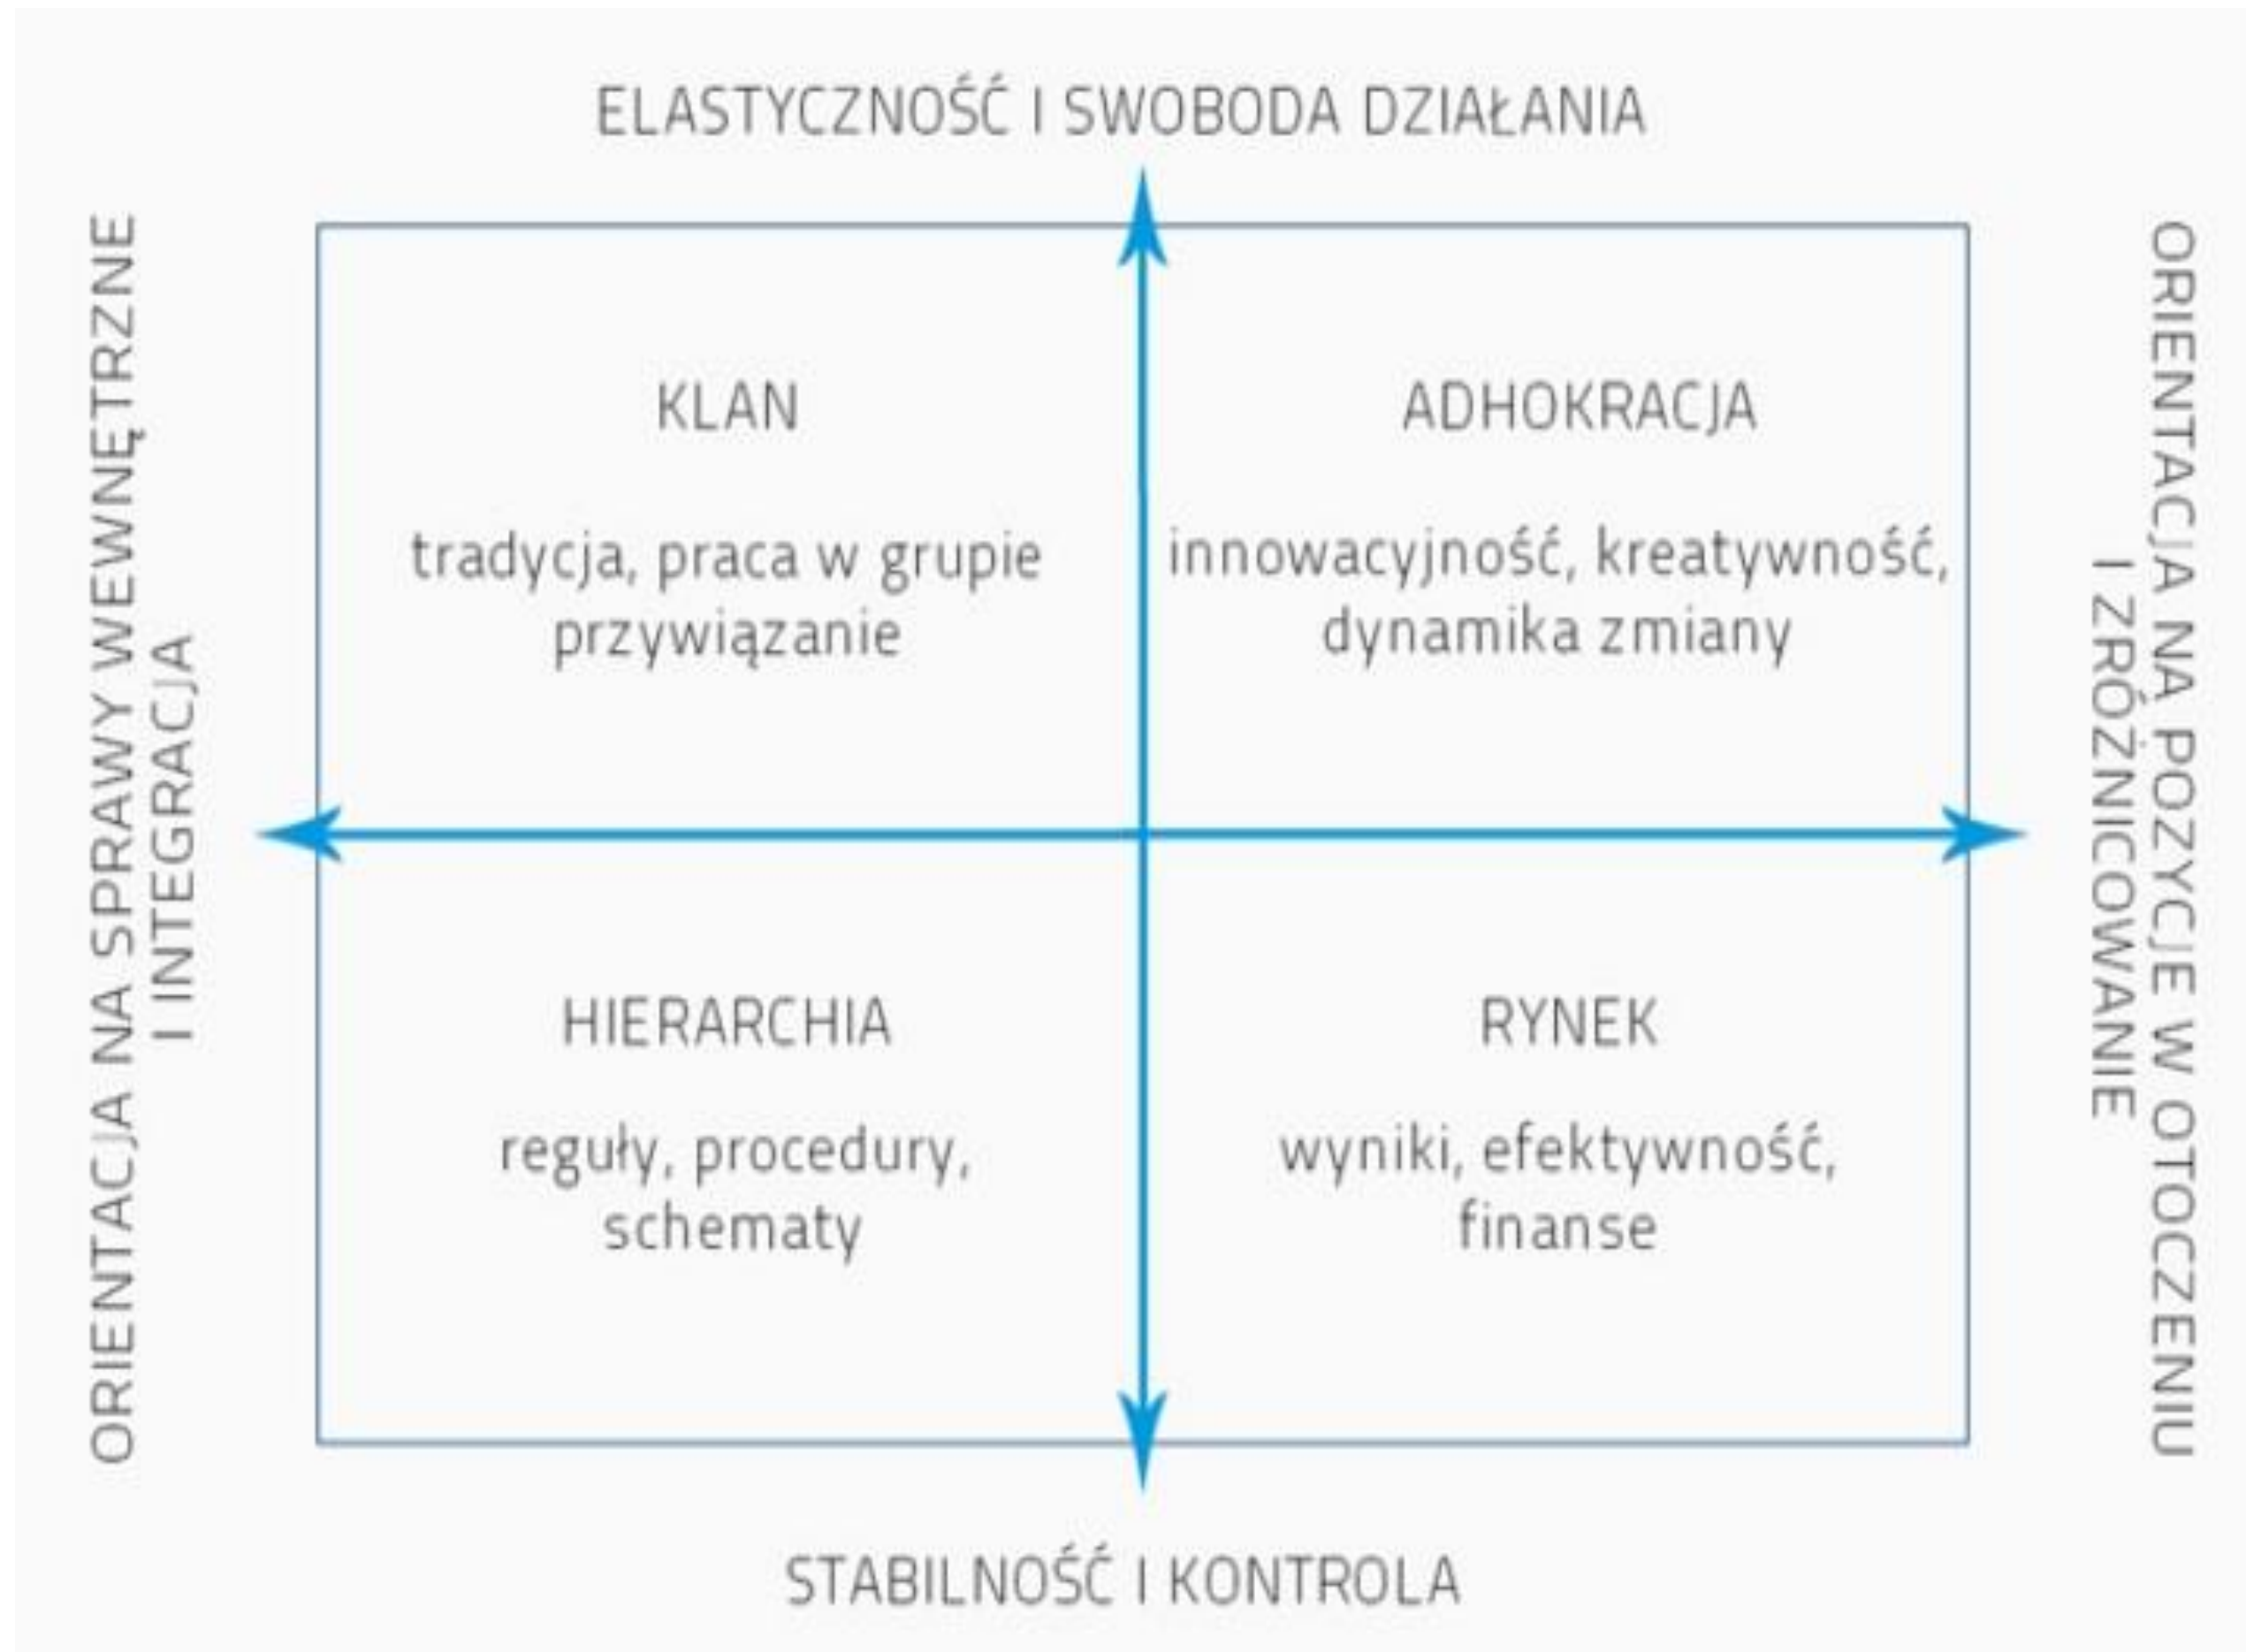 ELASTYCZNOŚĆ I SWOBODA DZIAŁANIA
ORIENTACJA NA SPRAWY WEWNĘTRZNE
I INTEGRACJA
KLAN
tradycja, praca w grupie
przywiązanie
ADHOKRACJA
innowacyjność, kreatywność,
dynamika zmiany
HIERARCHIA
reguły, procedury,
schematy
RYNEK
wyniki, efektywność,
finanse
ORIENTACJA NA POZYCJE W OTOCZENIU
I ZRÓŻNICOWANIE
STABILNOŚĆ I KONTROLA